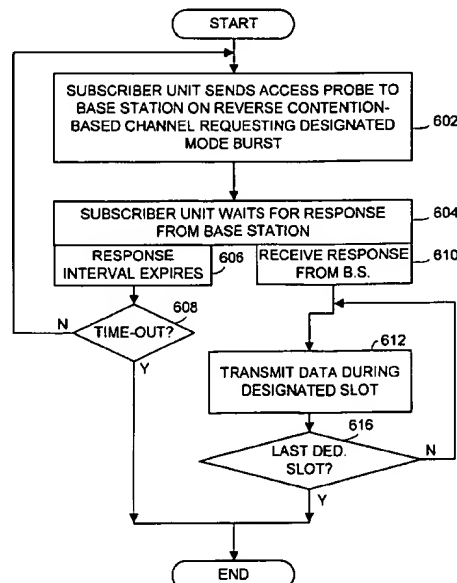 START
SUBSCRIBER UNIT SENDS ACCESS PROBE TO
BASE STATION ON REVERSE CONTENTION-
BASED CHANNEL REQUESTING DESIGNATED
MODE BURST
602
SUBSCRIBER UNIT WAITS FOR RESPONSE
FROM BASE STATION
604
RESPONSE
INTERVAL EXPIRES
606
RECEIVE RESPONSE
FROM B.S.
610
TIME-OUT?
608
N
Y
612
TRANSMIT DATA DURING
DESIGNATED SLOT
616
LAST DED.
SLOT?
N
Y
END